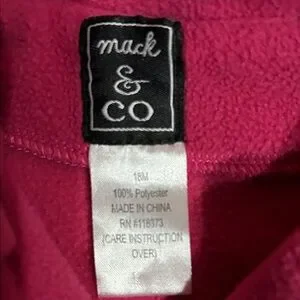 mack
&
CO
18M
100% Polyester
MADE IN CHINA
RN #118373
(CARE INSTRUCTION
OVER)